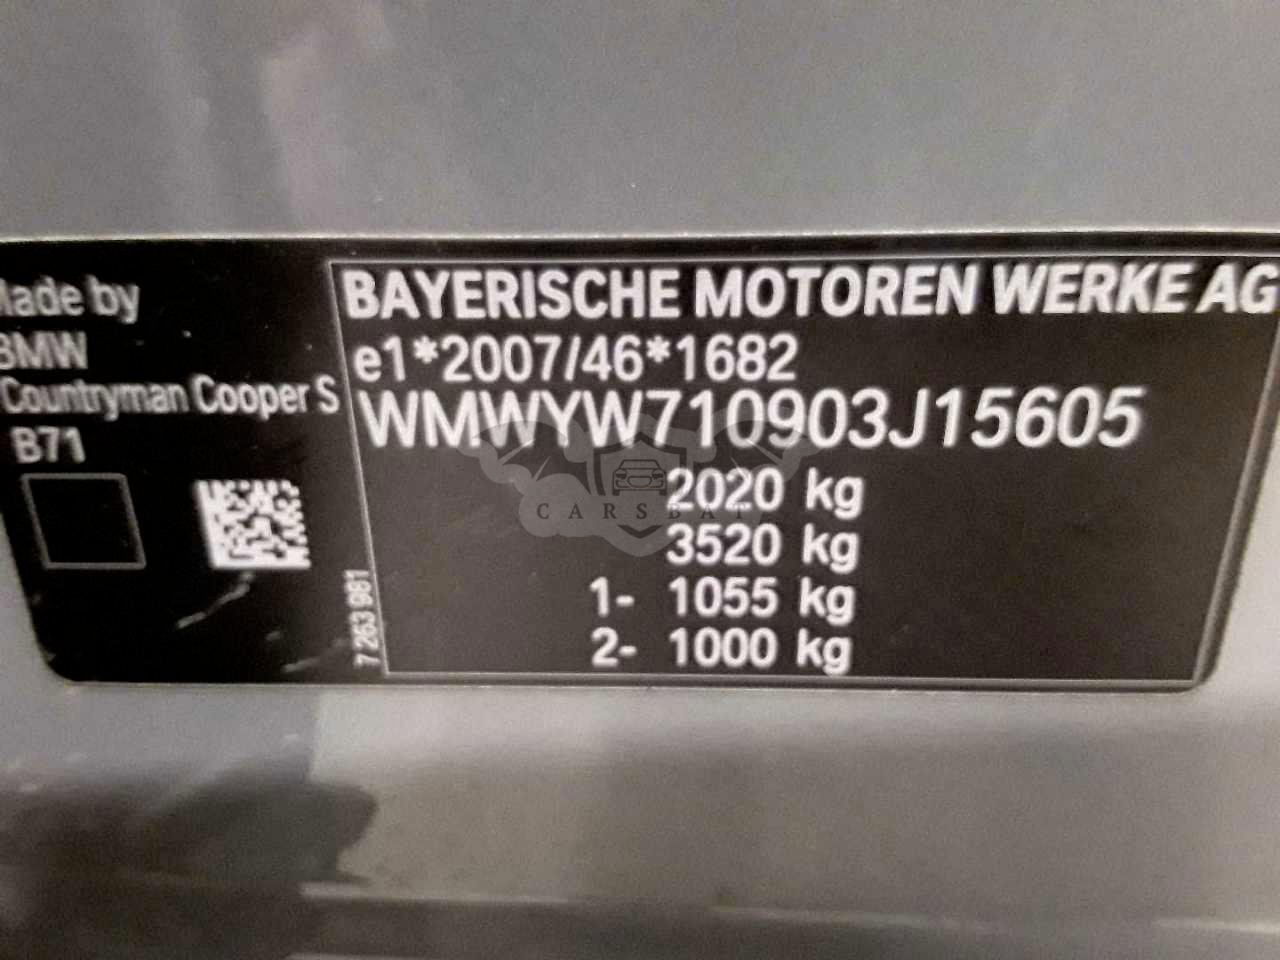 Made by
BMW
Countryman Cooper S
B71
BAYERISCHE MOTOREN WERKE AG
e1*2007/46*1682
WMWYW710903J15605
2020 kg
3520 kg
1- 1055 kg
2- 1000 kg
7 263 961
CARSBAT